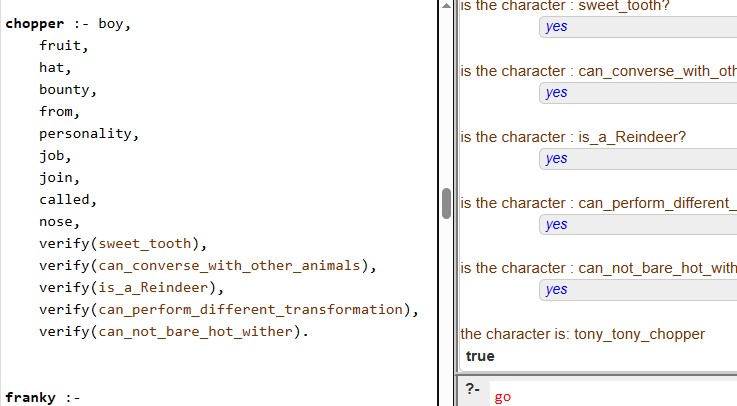 chopper :- boy,
fruit,
hat,
bounty,
from,
personality,
job,
join,
called,
nose,
verify(sweet_tooth),
verify(can_converse_with_other_animals),
verify(is_a_Reindeer),
verify(can_perform_different_transformation),
verify(can_not_bare_hot_wither).
franky :-
is the character : sweet_tooth?
yes
is the character : can_converse_with_oth
yes
is the character : is_a_Reindeer?
yes
is the character : can_perform_different_
yes
is the character : can_not_bare_hot_with
yes
the character is: tony_tony_chopper
true
?- go